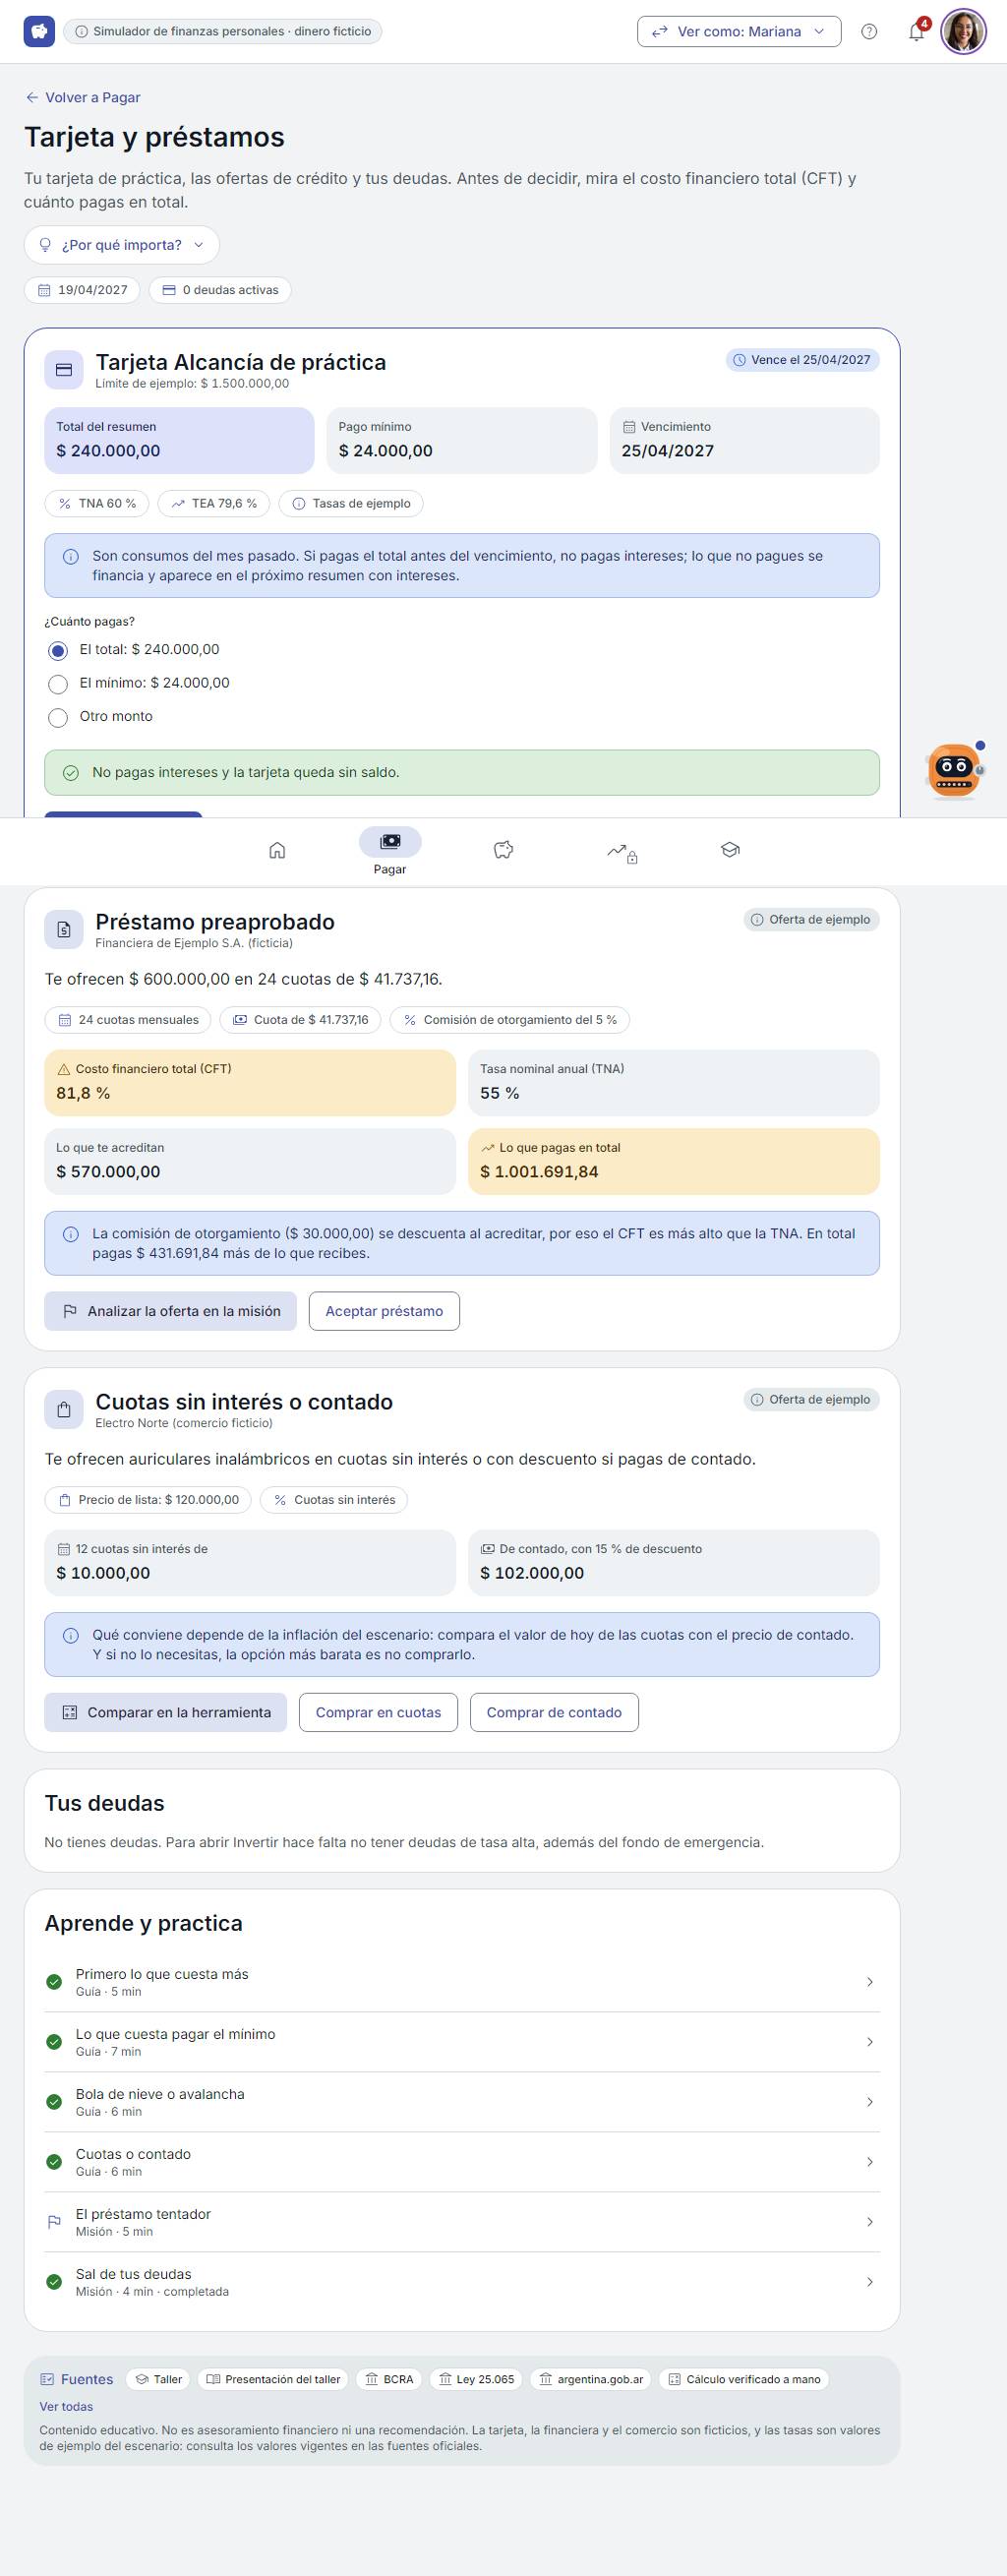 Simulador de finanzas personales · dinero ficticio
Ver como: Mariana
4
Volver a Pagar
Tarjeta y préstamos
Tu tarjeta de práctica, las ofertas de crédito y tus deudas. Antes de decidir, mira el costo financiero total (CFT) y
cuánto pagas en total.
¿Por qué importa?
19/04/2027
0 deudas activas
Tarjeta Alcancía de práctica
Límite de ejemplo: $ 1.500.000,00
Vence el 25/04/2027
Total del resumen
$ 240.000,00
Pago mínimo
$ 24.000,00
Vencimiento
25/04/2027
TNA 60 %
TEA 79,6 %
Tasas de ejemplo
Son consumos del mes pasado. Si pagas el total antes del vencimiento, no pagas intereses; lo que no pagues se
financia y aparece en el próximo resumen con intereses.
¿Cuánto pagas?
El total: $ 240.000,00
El mínimo: $ 24.000,00
Otro monto
No pagas intereses y la tarjeta queda sin saldo.
Pagar
Préstamo preaprobado
Financiera de Ejemplo S.A. (ficticia)
Oferta de ejemplo
Te ofrecen $ 600.000,00 en 24 cuotas de $ 41.737,16.
24 cuotas mensuales
Cuota de $ 41.737,16
Comisión de otorgamiento del 5 %
Costo financiero total (CFT)
81,8 %
Tasa nominal anual (TNA)
55 %
Lo que te acreditan
$ 570.000,00
Lo que pagas en total
$ 1.001.691,84
La comisión de otorgamiento ($ 30.000,00) se descuenta al acreditar, por eso el CFT es más alto que la TNA. En total
pagas $ 431.691,84 más de lo que recibes.
Analizar la oferta en la misión
Aceptar préstamo
Cuotas sin interés o contado
Electro Norte (comercio ficticio)
Oferta de ejemplo
Te ofrecen auriculares inalámbricos en cuotas sin interés o con descuento si pagas de contado.
Precio de lista: $ 120.000,00
Cuotas sin interés
12 cuotas sin interés de
$ 10.000,00
De contado, con 15 % de descuento
$ 102.000,00
Qué conviene depende de la inflación del escenario: compara el valor de hoy de las cuotas con el precio de contado.
Y si no lo necesitas, la opción más barata es no comprarlo.
Comparar en la herramienta
Comprar en cuotas
Comprar de contado
Tus deudas
No tienes deudas. Para abrir Invertir hace falta no tener deudas de tasa alta, además del fondo de emergencia.
Aprende y practica
Primero lo que cuesta más
Guía · 5 min
Lo que cuesta pagar el mínimo
Guía · 7 min
Bola de nieve o avalancha
Guía · 6 min
Cuotas o contado
Guía · 6 min
El préstamo tentador
Misión · 5 min
Sal de tus deudas
Misión · 4 min · completada
Fuentes
Taller
Presentación del taller
BCRA
Ley 25.065
argentina.gob.ar
Cálculo verificado a mano
Ver todas
Contenido educativo. No es asesoramiento financiero ni una recomendación. La tarjeta, la financiera y el comercio son ficticios, y las tasas son valores
de ejemplo del escenario: consulta los valores vigentes en las fuentes oficiales.